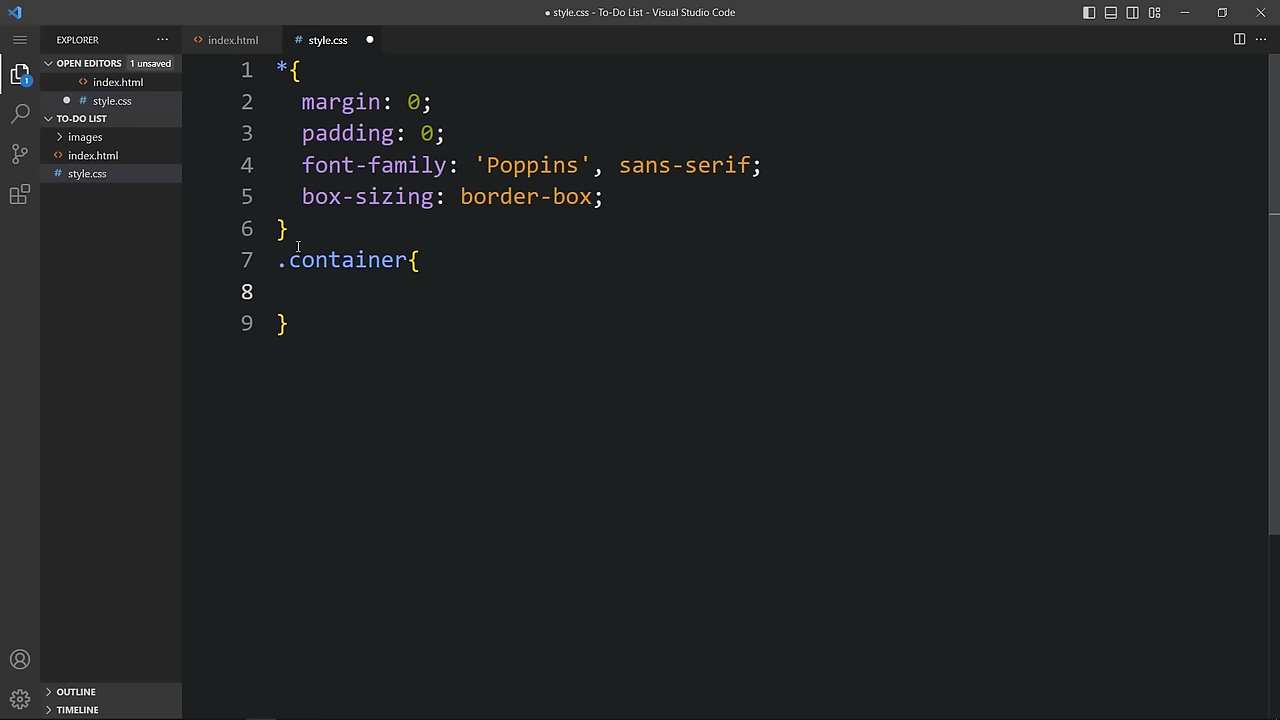 ● style.css - To-Do List - Visual Studio Code
EXPLORER
OPEN EDITORS 1 unsaved
index.html
# style.css
TO-DO LIST
images
index.html
# style.css
OUTLINE
TIMELINE
1
index.html
# style.css
1 *{
2 margin: 0;
3 padding: 0;
4 font-family: 'Poppins', sans-serif;
5 box-sizing: border-box;
6 }
7 .container{
8
9 }